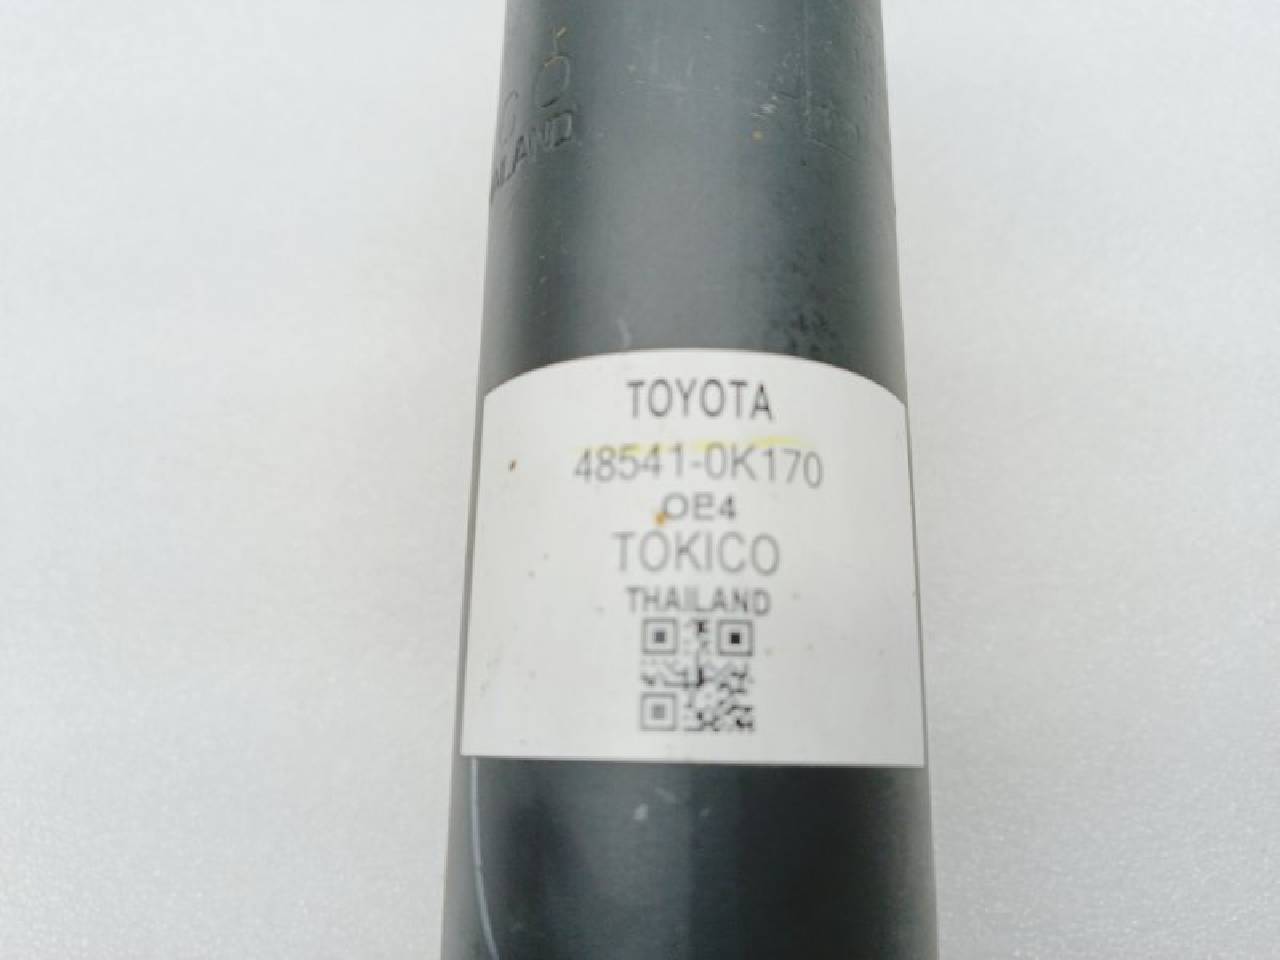 TOYOTA
48541-0K170
OE4
TOKICO
THAILAND